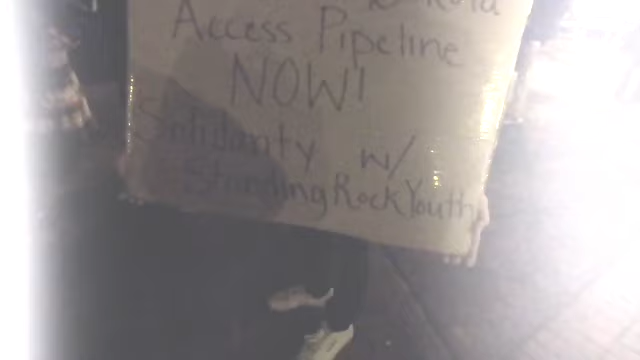 Access Pipeline
NOW!
Solidarity w/
Standing Rock Youth